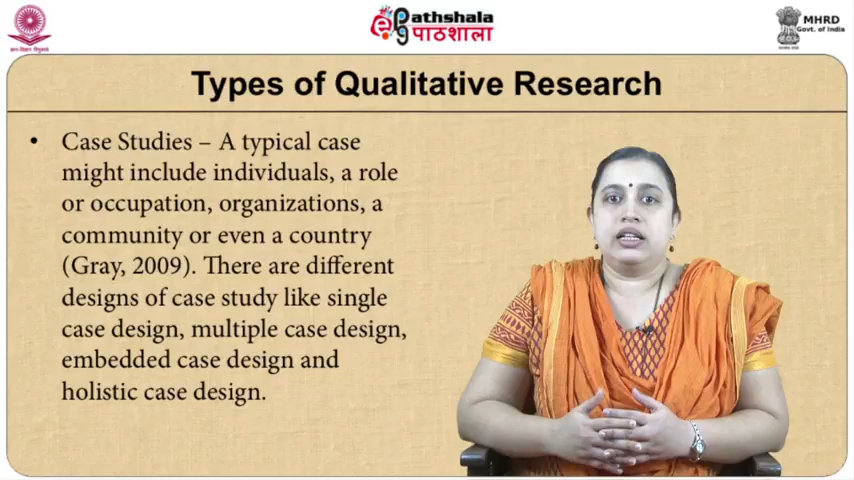 Pathshala
पाठशाला
MHRD
Govt. of India
Types of Qualitative Research
• Case Studies – A typical case
might include individuals, a role
or occupation, organizations, a
community or even a country
(Gray, 2009). There are different
designs of case study like single
case design, multiple case design,
embedded case design and
holistic case design.